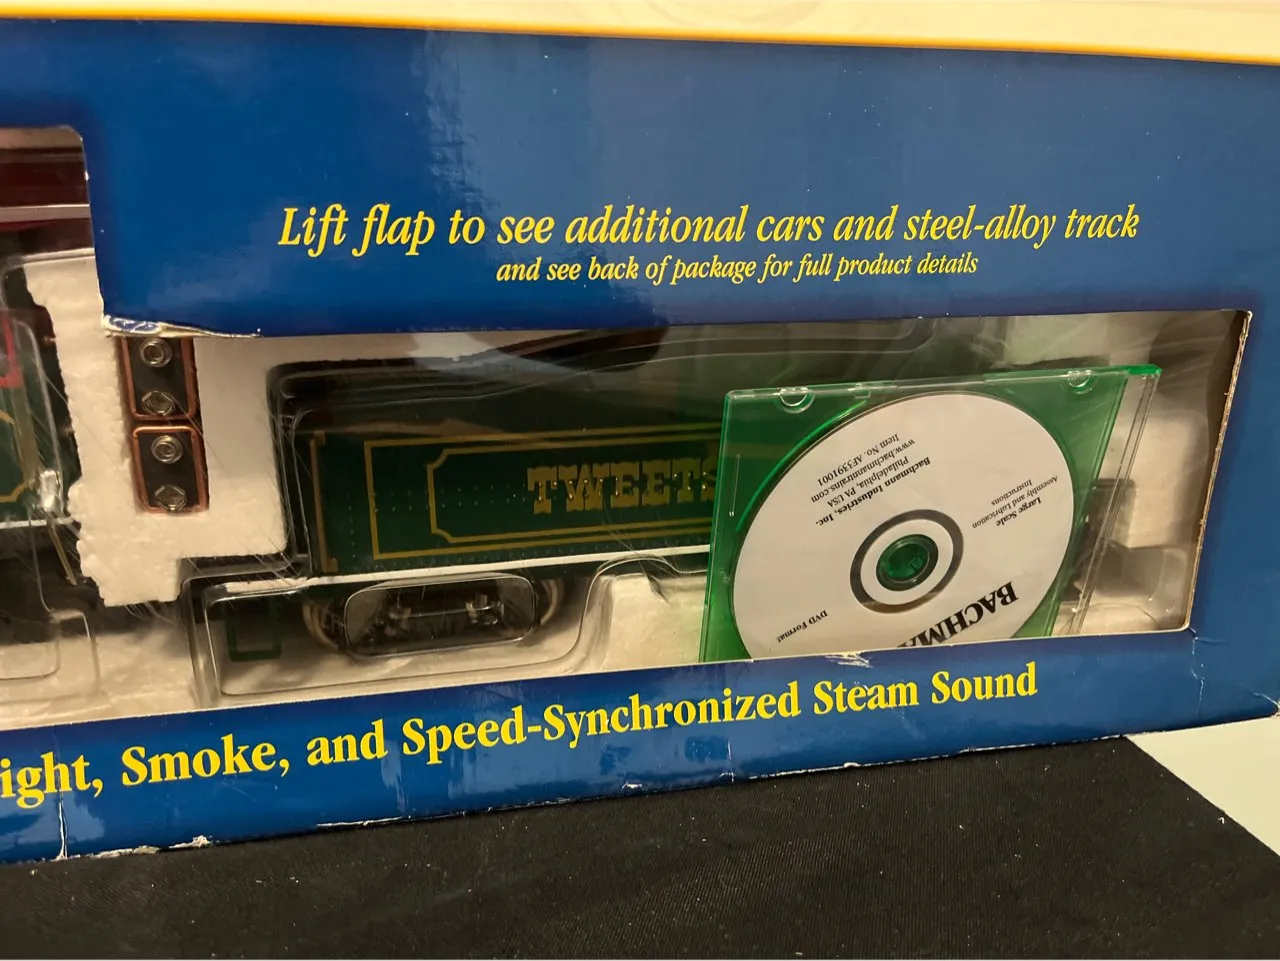 Lift flap to see additional cars and steel-alloy track
and see back of package for full product details
TWEETS
BACHMA
DVD Format
Large Scale
Assembly and Lubrication
Instructions
Bachmann Industries, Inc.
Philadelphia, PA USA
www.bachmanntrains.com
Item No. AF3391001
ight, Smoke, and Speed-Synchronized Steam Sound